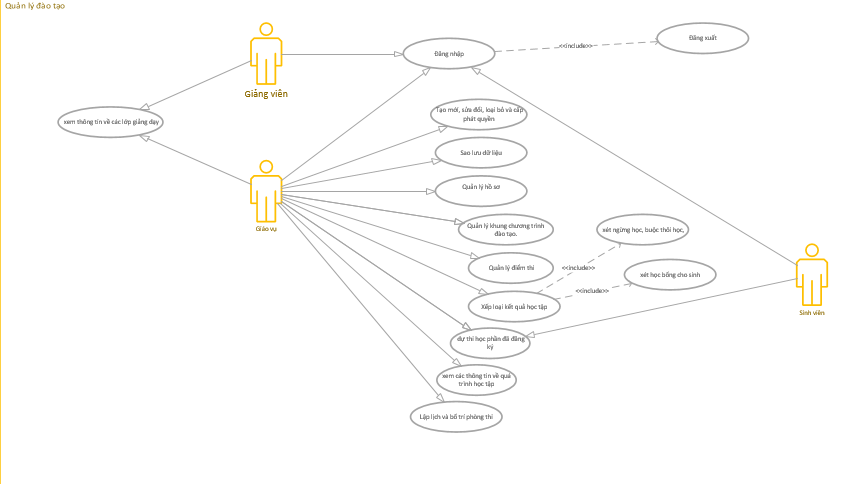 Quản lý đào tạo
Đăng nhập
<<include>>
Đăng xuất
Giảng viên
xem thông tin về các lớp giảng dạy
Tạo mới, sửa đổi, loại bỏ và cấp
phát quyền
Sao lưu dữ liệu
Quản lý hồ sơ
Giáo vụ
Quản lý khung chương trình
đào tạo.
xét ngừng học, buộc thôi học,
Quản lý điểm thi
<<include>>
xét học bổng cho sinh
<<include>>
Xếp loại kết quả học tập
Sinh viên
dự thi học phần đã đăng
ký
xem các thông tin về quá
trình học tập
Lập lịch và bố trí phòng thi